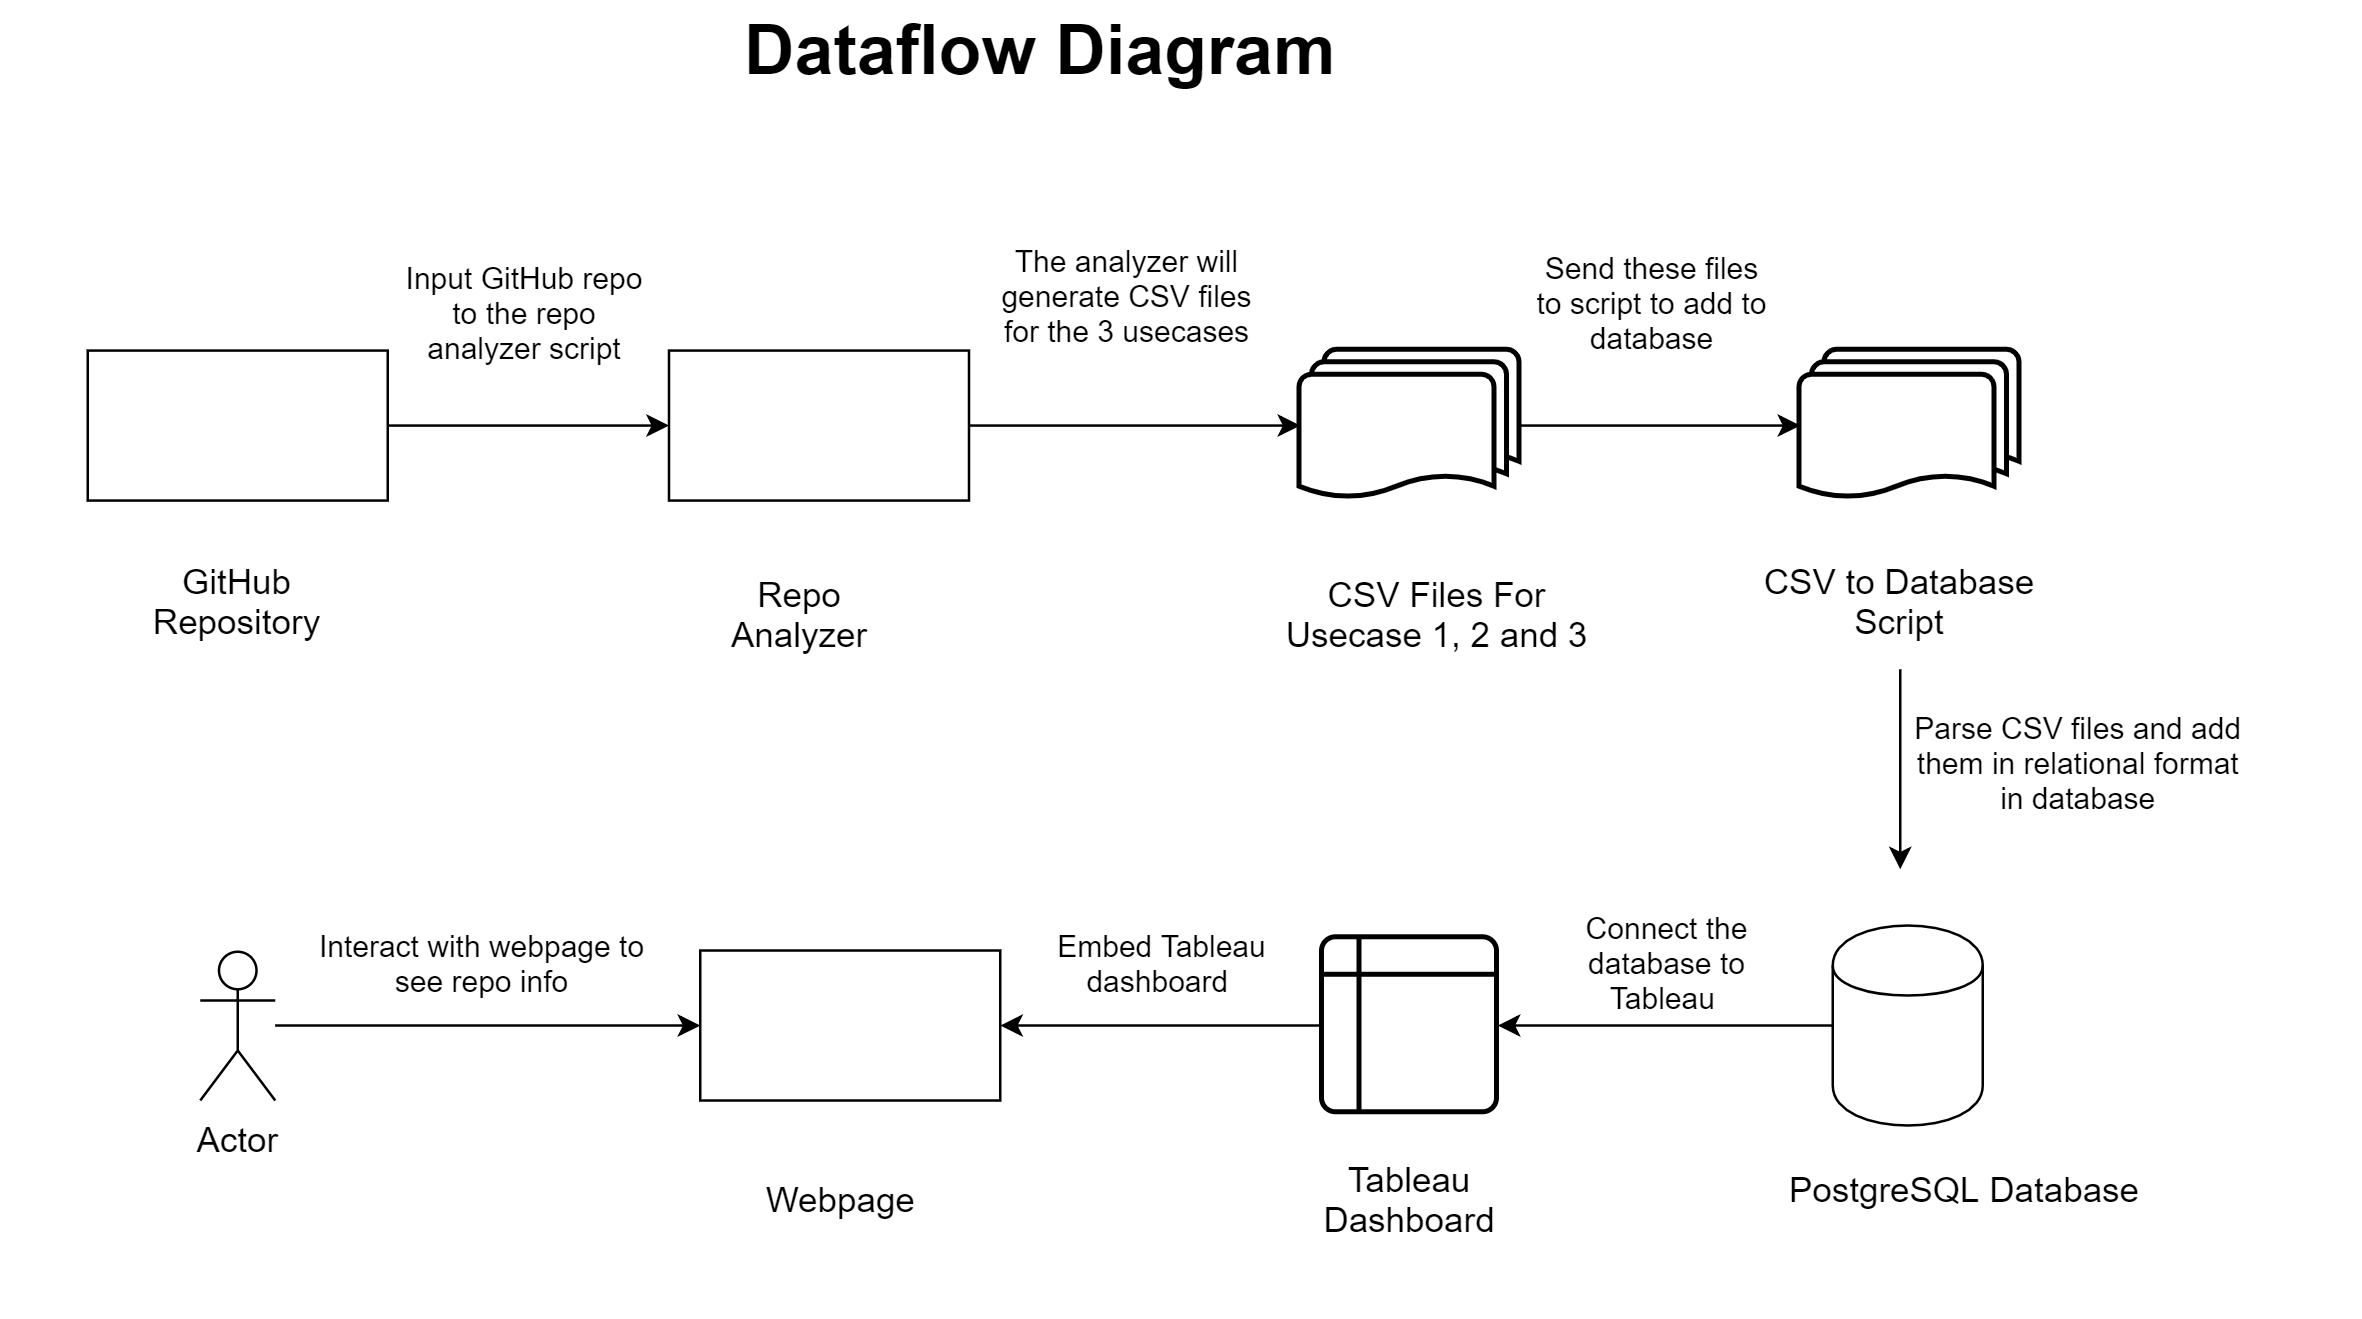 Dataflow Diagram
Input GitHub repo
to the repo
analyzer script
The analyzer will
generate CSV files
for the 3 usecases
Send these files
to script to add to
database
GitHub
Repository
Repo
Analyzer
CSV Files For
Usecase 1, 2 and 3
CSV to Database
Script
Parse CSV files and add
them in relational format
in database
Interact with webpage to
see repo info
Embed Tableau
dashboard
Connect the
database to
Tableau
Actor
Webpage
Tableau
Dashboard
PostgreSQL Database